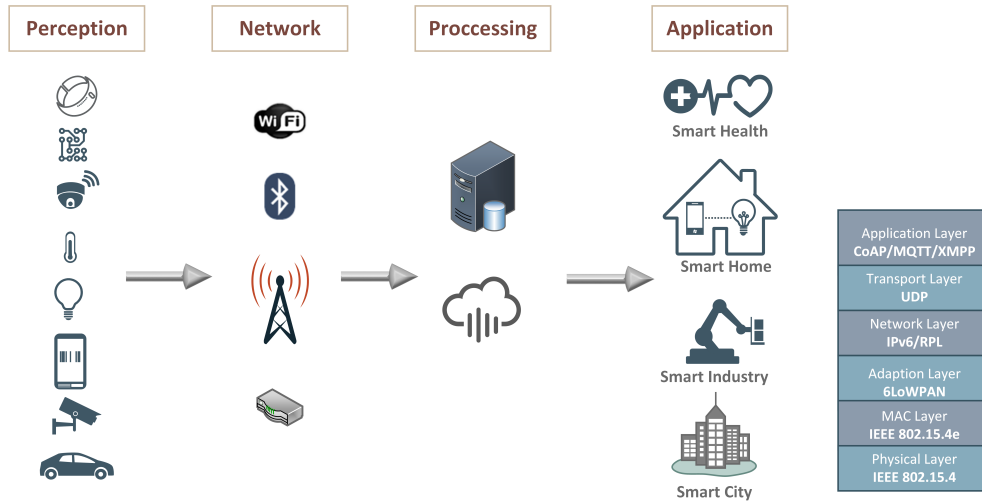 Perception
Network
Proccessing
Application
WiFi
Smart Health
Smart Home
Smart Industry
Smart City
Application Layer
CoAP/MQTT/XMPP
Transport Layer
UDP
Network Layer
IPv6/RPL
Adaption Layer
6LoWPAN
MAC Layer
IEEE 802.15.4e
Physical Layer
IEEE 802.15.4